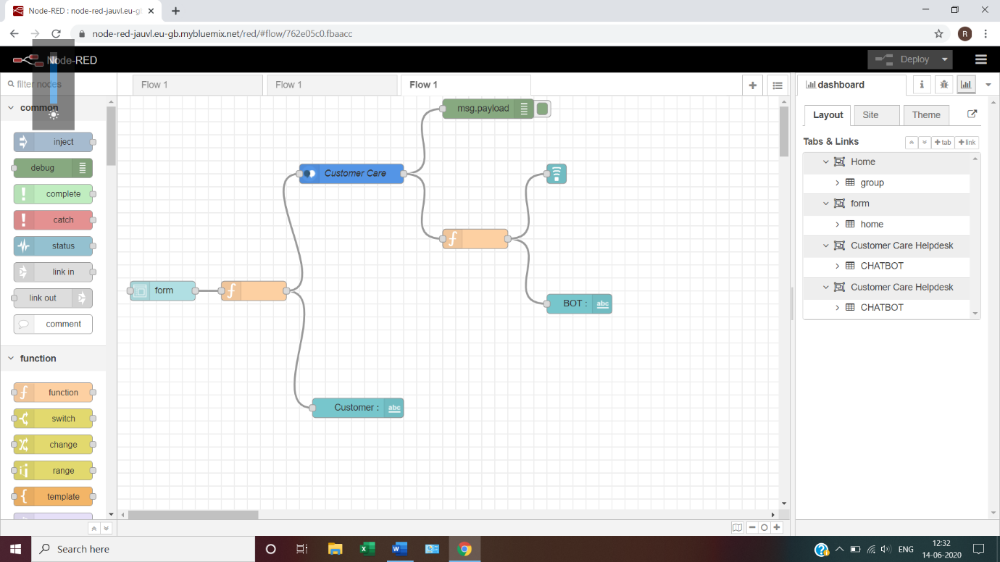 Node-RED : node-red-jauvl.eu-g
node-red-jauvl.eu-gb.mybluemix.net/red/#flow/762e05c0.fbaacc
R
Node-RED
Deploy
filter nodes
Flow 1
Flow 1
Flow 1
dashboard
common
inject
debug
complete
catch
status
link in
link out
comment
function
function
switch
change
range
template
msg.payload
Customer Care
form
BOT :
abc
Customer :
abc
Layout
Site
Theme
Tabs & Links
+tab
+link
Home
group
form
home
Customer Care Helpdesk
CHATBOT
Customer Care Helpdesk
CHATBOT
Search here
ENG
12:32
14-06-2020